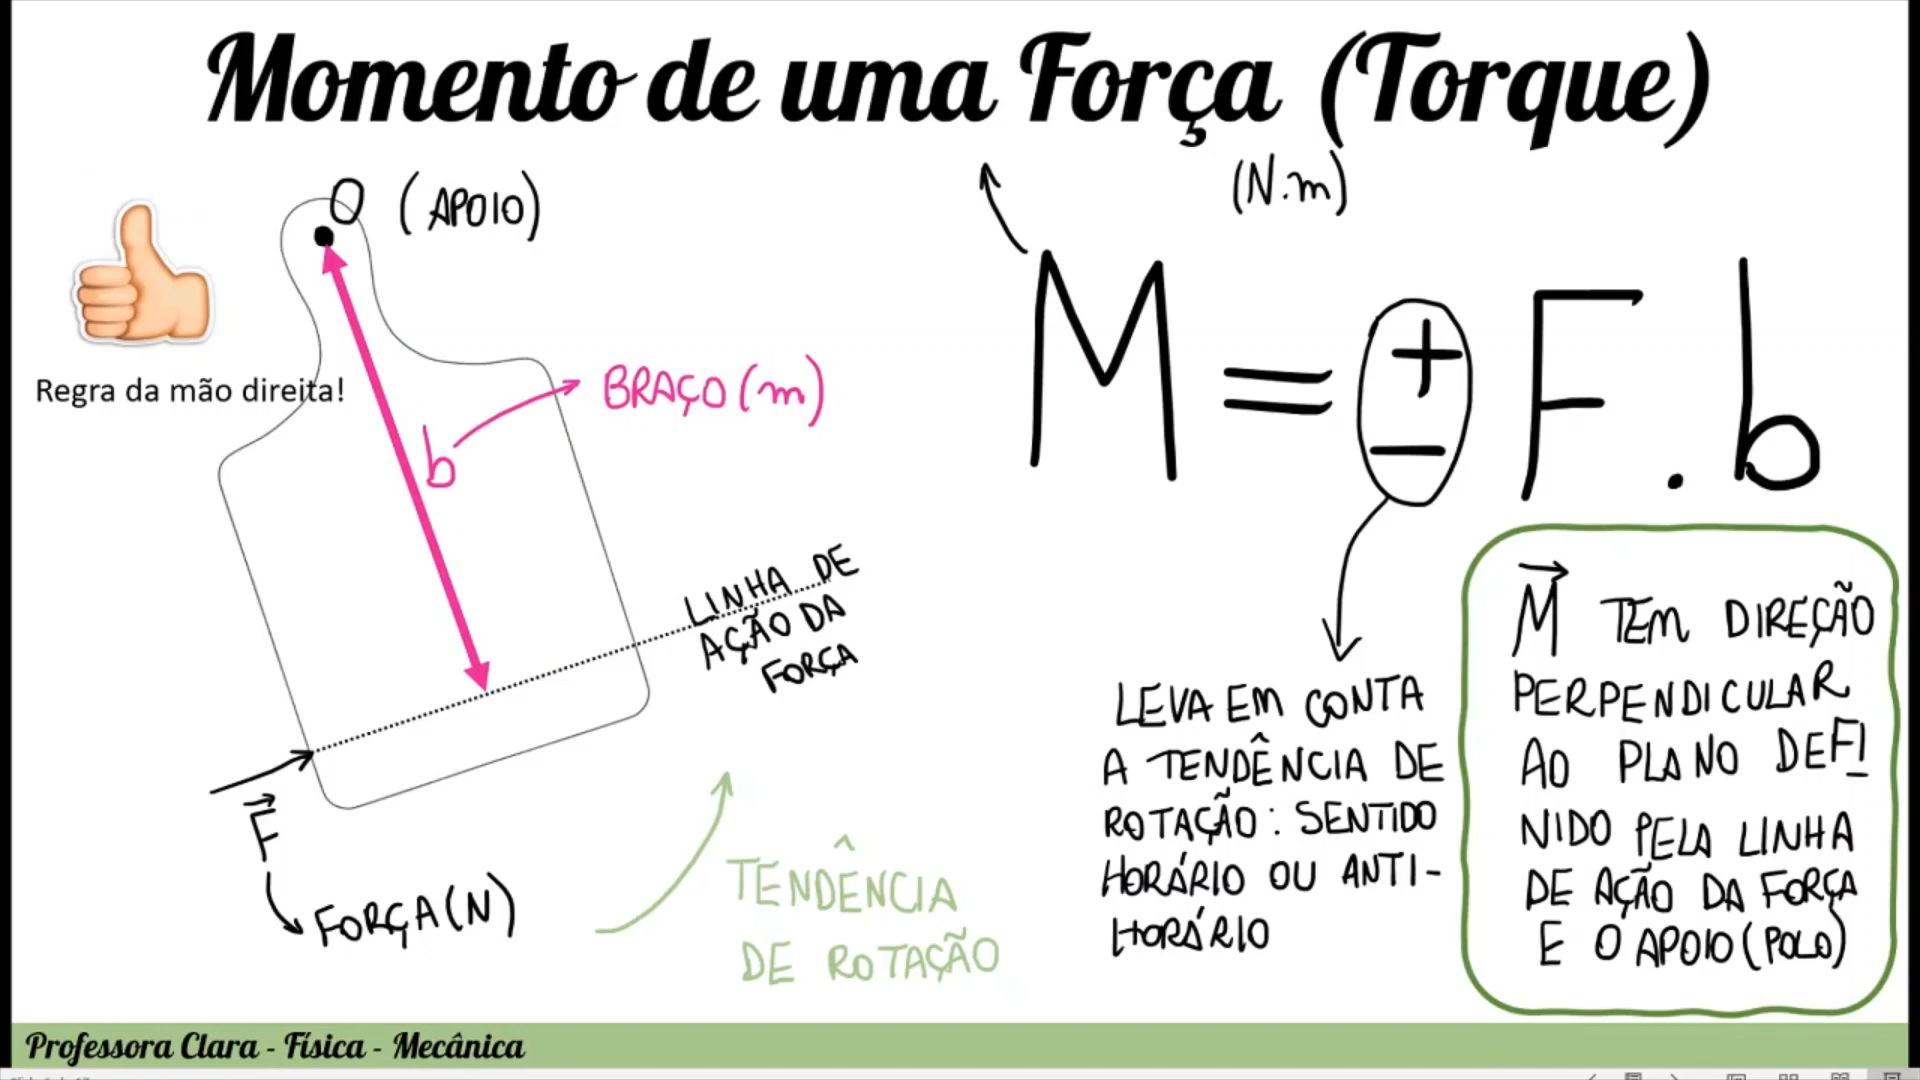 Momento de uma Força (Torque)
(N.m)
O (APOIO)
Regra da mão direita!
BRAÇO (m)
b
M = ± F . b
LINHA DE
AÇÃO DA
FORÇA
F
FORÇA (N)
TENDÊNCIA
DE ROTAÇÃO
LEVA EM CONTA
A TENDÊNCIA DE
ROTAÇÃO: SENTIDO
HORÁRIO OU ANTI-
HORÁRIO
M TEM DIREÇÃO
PERPENDICULAR
AO PLANO DEFI
NIDO PELA LINHA
DE AÇÃO DA FORÇA
E O APOIO (POLO)
Professora Clara - Física - Mecânica